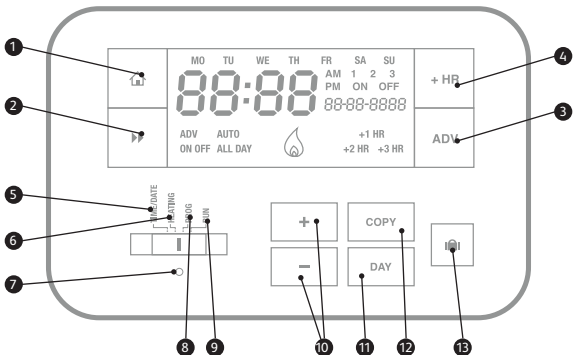 1
MO TU WE TH FR SA SU
88:88
AM 1 2 3
PM ON OFF
88-88-8888
+ HR
4
2
ADV AUTO
ON OFF ALL DAY
+1 HR
+2 HR +3 HR
ADV
3
5
TIME/DATE
HEATING
PROG
RUN
6
7
+
COPY
−
DAY
8
9
10
11
12
13